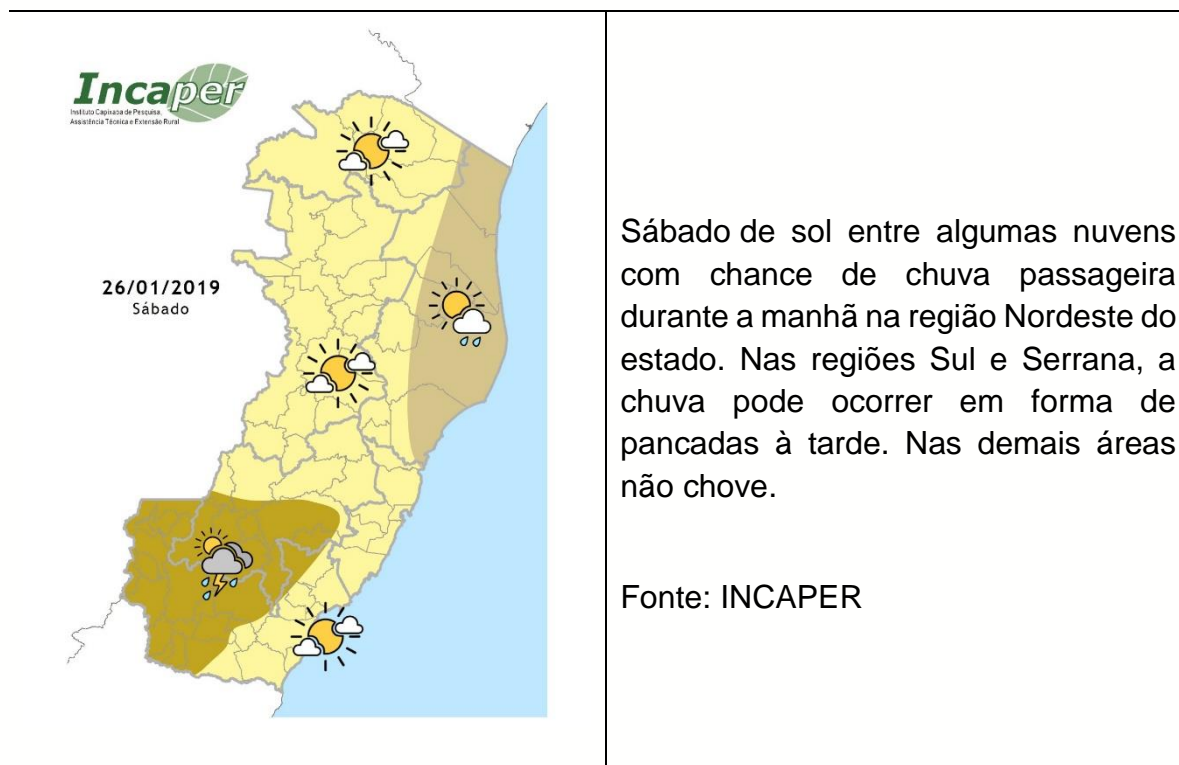 Incaper
Instituto Capixaba de Pesquisa,
Assistência Técnica e Extensão Rural
26/01/2019
Sábado
Sábado de sol entre algumas nuvens
com chance de chuva passageira
durante a manhã na região Nordeste do
estado. Nas regiões Sul e Serrana, a
chuva pode ocorrer em forma de
pancadas à tarde. Nas demais áreas
não chove.
Fonte: INCAPER